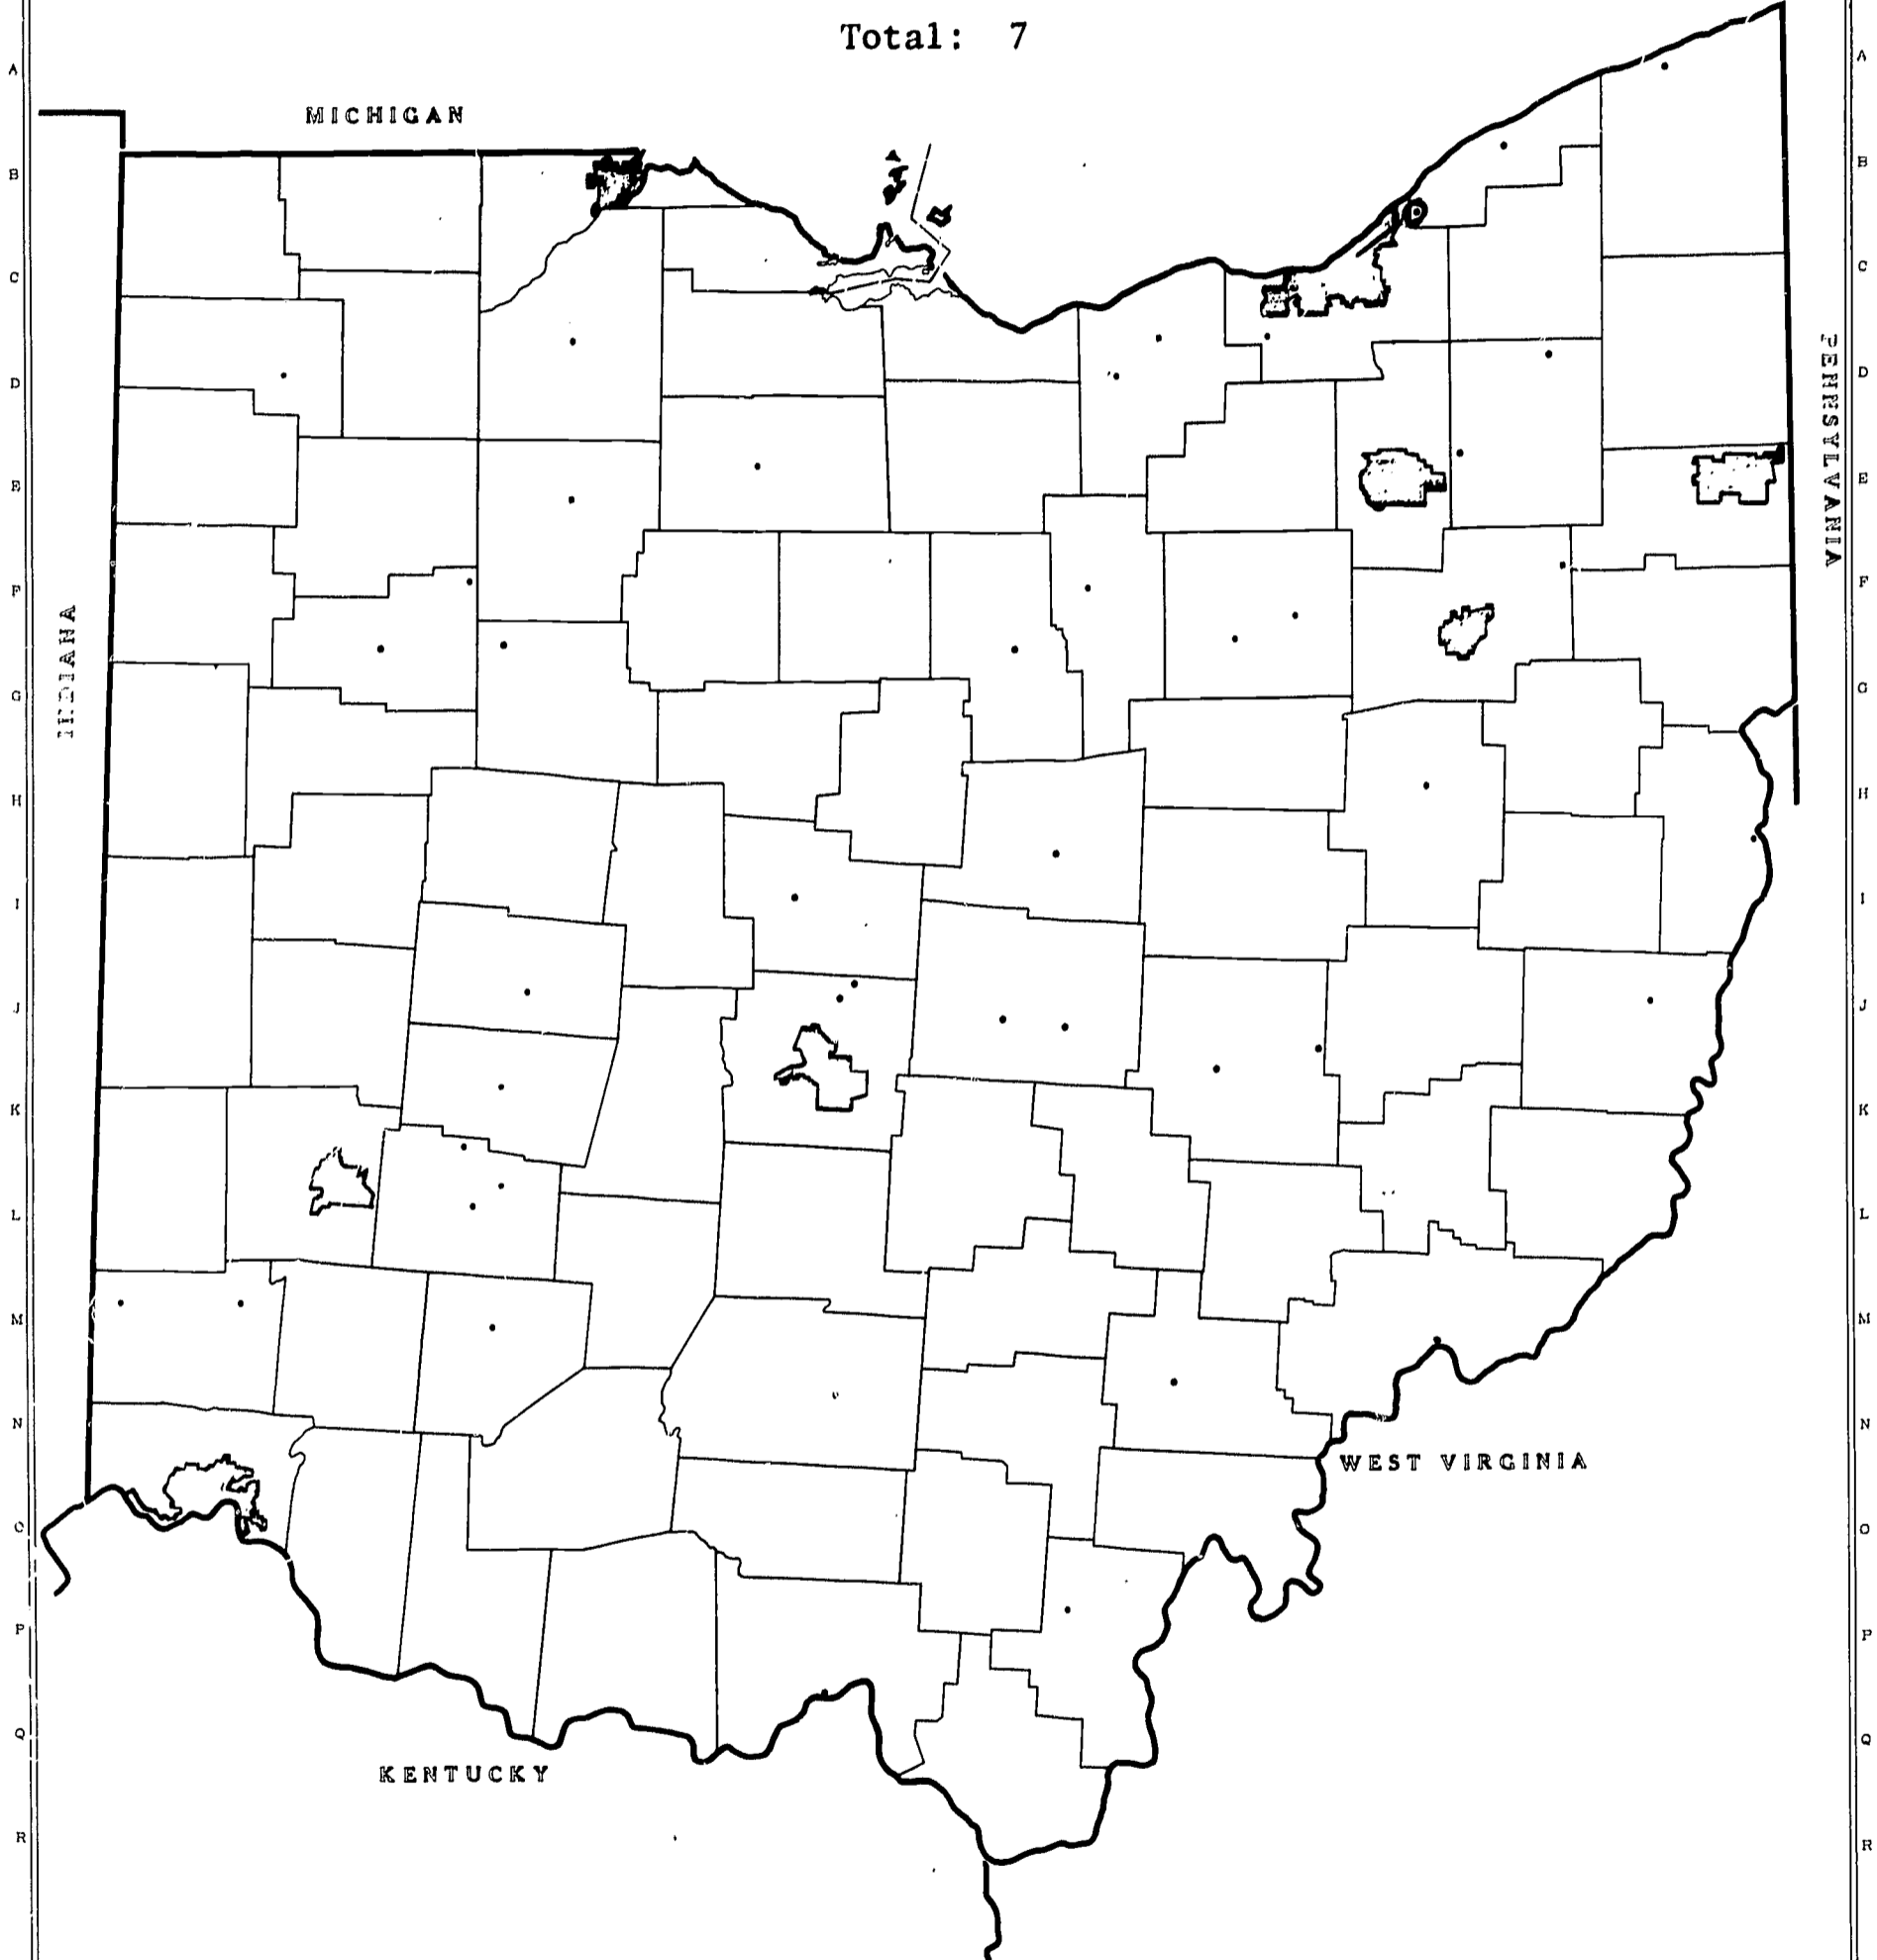 Total: 7
A A
MICHIGAN
B B
C C
D D
PENNSYLVANIA
E E
F F
INDIANA
G G
H H
I I
J J
K K
L L
M M
N N
WEST VIRGINIA
O O
P P
Q Q
KENTUCKY
R R